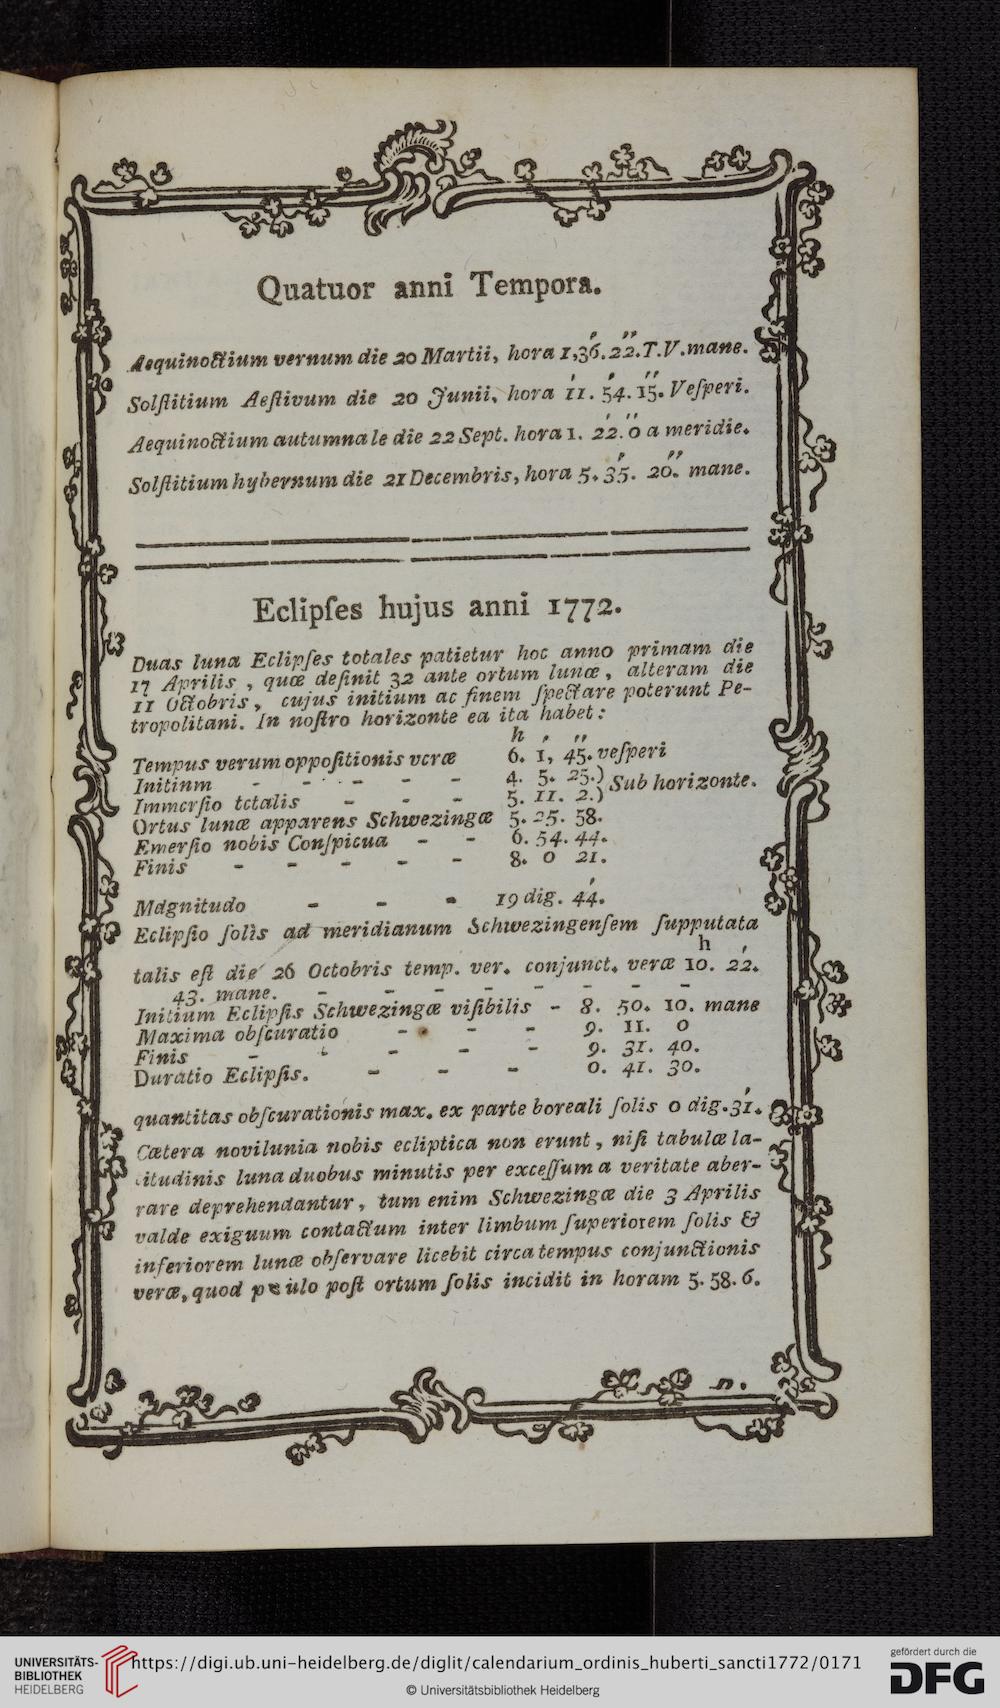 Quatuor anni Tempora.
Aequinoctium vernum die 20 Martii, hora 1,36′.22″.T.V.mane.
Solſtitium Aeſtivum die 20 Junii, hora 11. 54′. 15″. Veſperi.
Aequinoctium autumnale die 22 Sept. hora 1. 22′. 0″ a meridie.
Solſtitium hybernum die 21 Decembris, hora 5. 35′. 20″. mane.
Eclipſes hujus anni 1772.
Duas luna Eclipſes totales patietur hoc anno primam die
17 Aprilis, quæ deſinit 32 ante ortum lunæ, alteram die
11 Octobris, cujus initium ac finem ſpectare poterunt Pe-
tropolitani. In noſtro horizonte ea ita habet:
h ′ ″
Tempus verum oppoſitionis veræ 6. 1, 45. veſperi
Initinm - - - - - 4. 5. 25.) Sub horizonte.
Immerſio tctalis - - - 5. 11. 2.)
Ortus lunæ apparens Schwezingæ 5. 25. 58.
Emerſio nobis Conſpicua - - 6. 54. 44.
Finis - - - - - 8. 0 21.
Mdgnitudo - - - 19 dig. 44′.
Eclipſio ſolis ad meridianum Schwezingenſem ſupputata
h
talis eſt die 26 Octobris temp. ver. conjunct. veræ 10. 22′.
43. mane. - - - - - - -
Initium Eclipſis Schwezingæ viſibilis - 8. 50. 10. mane
Maxima obſcuratio - - - - 9. 11. 0
Finis - - - - - 9. 31. 40.
Duratio Eclipſis. - - - 0. 41. 30.
quantitas obſcurationis max. ex parte boreali ſolis 0 dig. 31′.
Cætera novilunia nobis ecliptica non erunt, niſi tabulæ la-
itudinis luna duobus minutis per exceſſum a veritate aber-
rare deprehendantur, tum enim Schwezingæ die 3 Aprilis
valde exiguum contactum inter limbum ſuperiorem ſolis &
inferiorem lunæ obſervare licebit circa tempus conjunctionis
veræ, quod paulo poſt ortum ſolis incidit in horam 5. 58. 6.
n.
UNIVERSITÄTS-
BIBLIOTHEK
HEIDELBERG
https://digi.ub.uni-heidelberg.de/diglit/calendarium_ordinis_huberti_sancti1772/0171
© Universitätsbibliothek Heidelberg
gefördert durch die
DFG